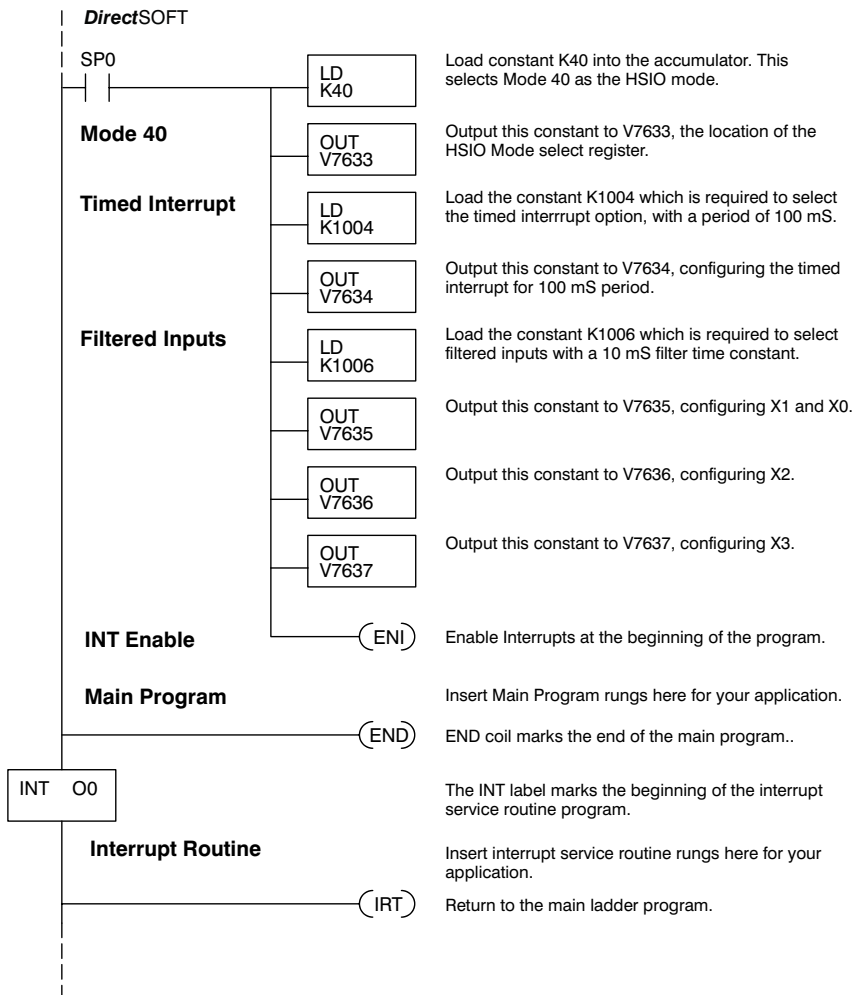 DirectSOFT
SP0
LD
K40
Load constant K40 into the accumulator. This
selects Mode 40 as the HSIO mode.
Mode 40
OUT
V7633
Output this constant to V7633, the location of the
HSIO Mode select register.
Timed Interrupt
LD
K1004
Load the constant K1004 which is required to select
the timed interrrupt option, with a period of 100 mS.
OUT
V7634
Output this constant to V7634, configuring the timed
interrupt for 100 mS period.
Filtered Inputs
LD
K1006
Load the constant K1006 which is required to select
filtered inputs with a 10 mS filter time constant.
OUT
V7635
Output this constant to V7635, configuring X1 and X0.
OUT
V7636
Output this constant to V7636, configuring X2.
OUT
V7637
Output this constant to V7637, configuring X3.
INT Enable
ENI
Enable Interrupts at the beginning of the program.
Main Program
Insert Main Program rungs here for your application.
END
END coil marks the end of the main program..
INT O0
The INT label marks the beginning of the interrupt
service routine program.
Interrupt Routine
Insert interrupt service routine rungs here for your
application.
IRT
Return to the main ladder program.